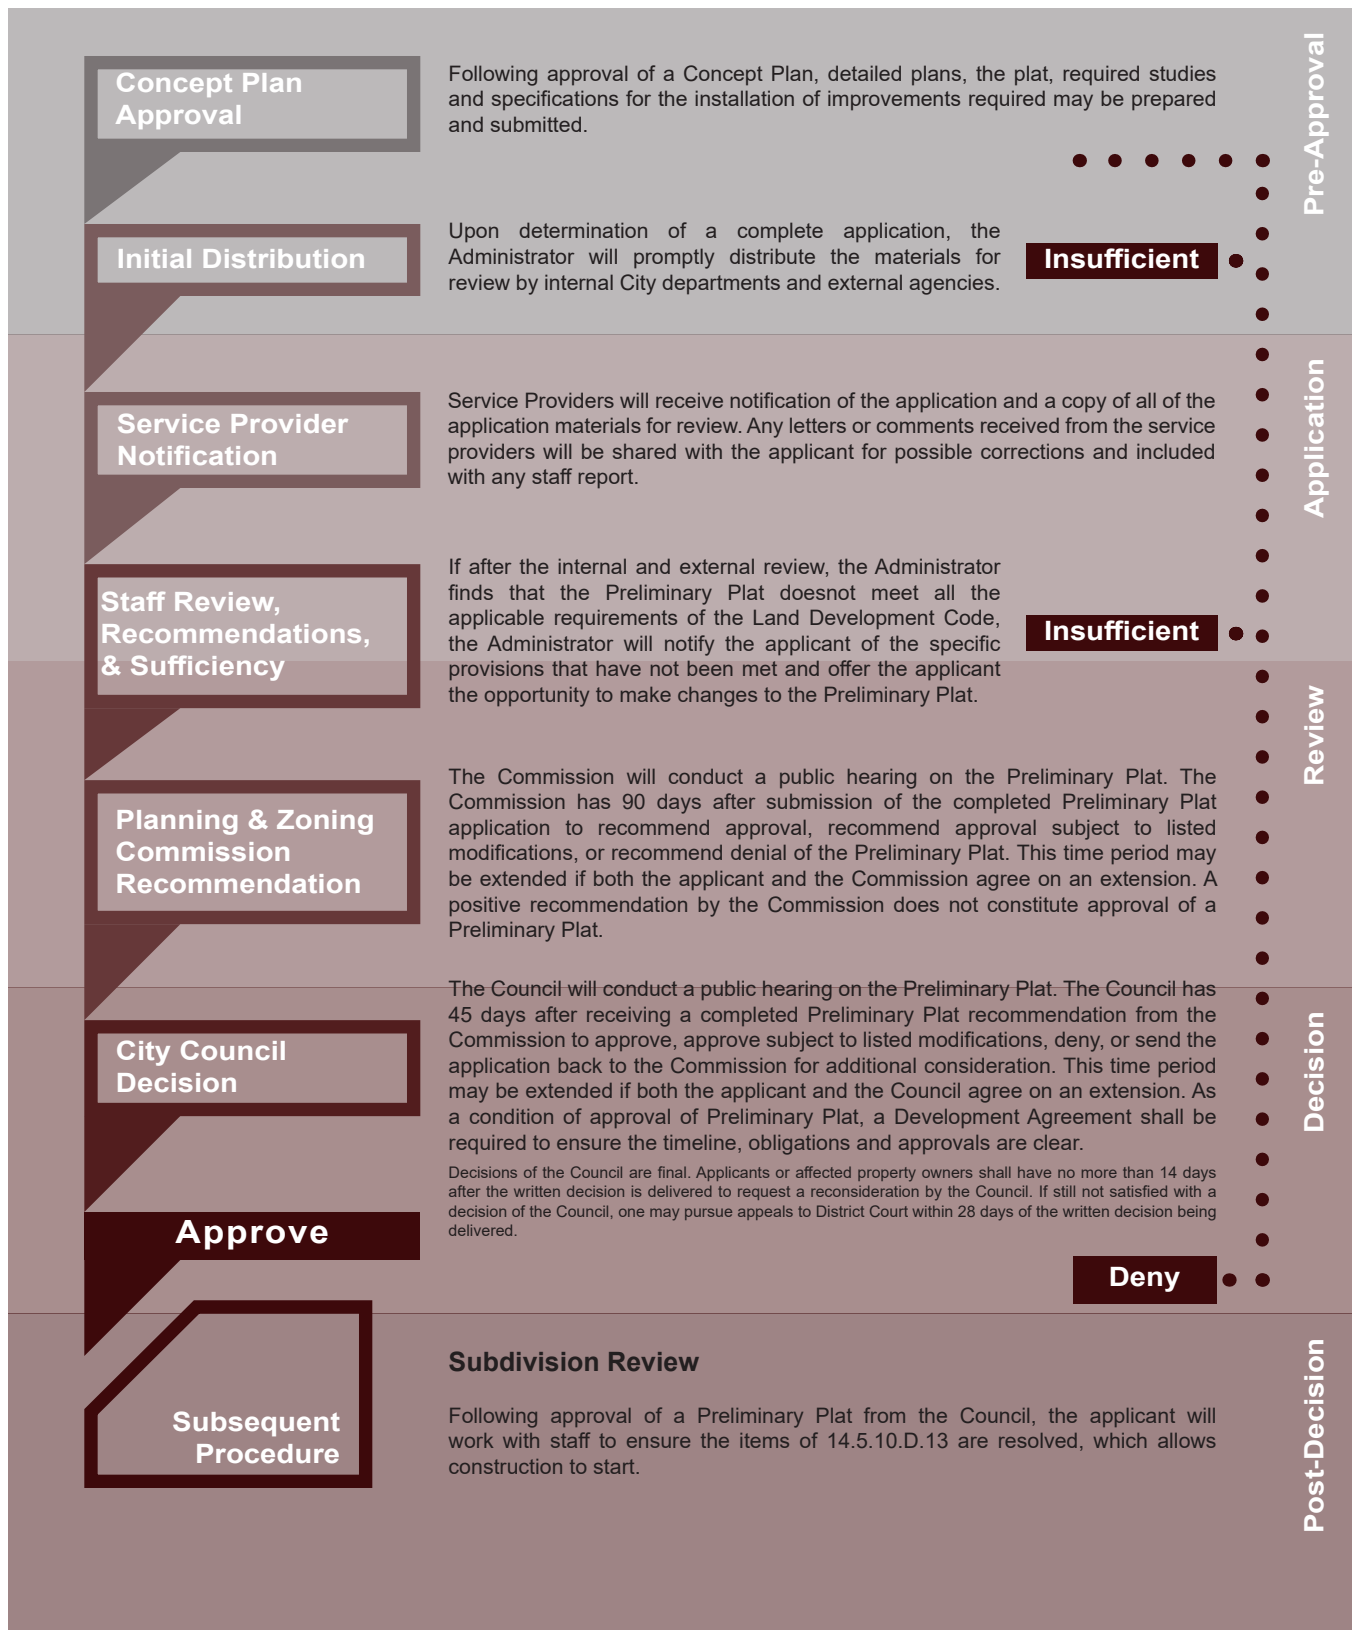 Concept Plan
Approval
Following approval of a Concept Plan, detailed plans, the plat, required studies
and specifications for the installation of improvements required may be prepared
and submitted.
Pre-Approval
Initial Distribution
Upon determination of a complete application, the
Administrator will promptly distribute the materials for
review by internal City departments and external agencies.
Insufficient
Service Provider
Notification
Service Providers will receive notification of the application and a copy of all of the
application materials for review. Any letters or comments received from the service
providers will be shared with the applicant for possible corrections and included
with any staff report.
Application
Staff Review,
Recommendations,
& Sufficiency
If after the internal and external review, the Administrator
finds that the Preliminary Plat doesnot meet all the
applicable requirements of the Land Development Code,
the Administrator will notify the applicant of the specific
provisions that have not been met and offer the applicant
the opportunity to make changes to the Preliminary Plat.
Insufficient
Review
Planning & Zoning
Commission
Recommendation
The Commission will conduct a public hearing on the Preliminary Plat. The
Commission has 90 days after submission of the completed Preliminary Plat
application to recommend approval, recommend approval subject to listed
modifications, or recommend denial of the Preliminary Plat. This time period may
be extended if both the applicant and the Commission agree on an extension. A
positive recommendation by the Commission does not constitute approval of a
Preliminary Plat.
City Council
Decision
The Council will conduct a public hearing on the Preliminary Plat. The Council has
45 days after receiving a completed Preliminary Plat recommendation from the
Commission to approve, approve subject to listed modifications, deny, or send the
application back to the Commission for additional consideration. This time period
may be extended if both the applicant and the Council agree on an extension. As
a condition of approval of Preliminary Plat, a Development Agreement shall be
required to ensure the timeline, obligations and approvals are clear.
Decisions of the Council are final. Applicants or affected property owners shall have no more than 14 days
after the written decision is delivered to request a reconsideration by the Council. If still not satisfied with a
decision of the Council, one may pursue appeals to District Court within 28 days of the written decision being
delivered.
Decision
Approve
Deny
Subsequent
Procedure
Subdivision Review
Following approval of a Preliminary Plat from the Council, the applicant will
work with staff to ensure the items of 14.5.10.D.13 are resolved, which allows
construction to start.
Post-Decision